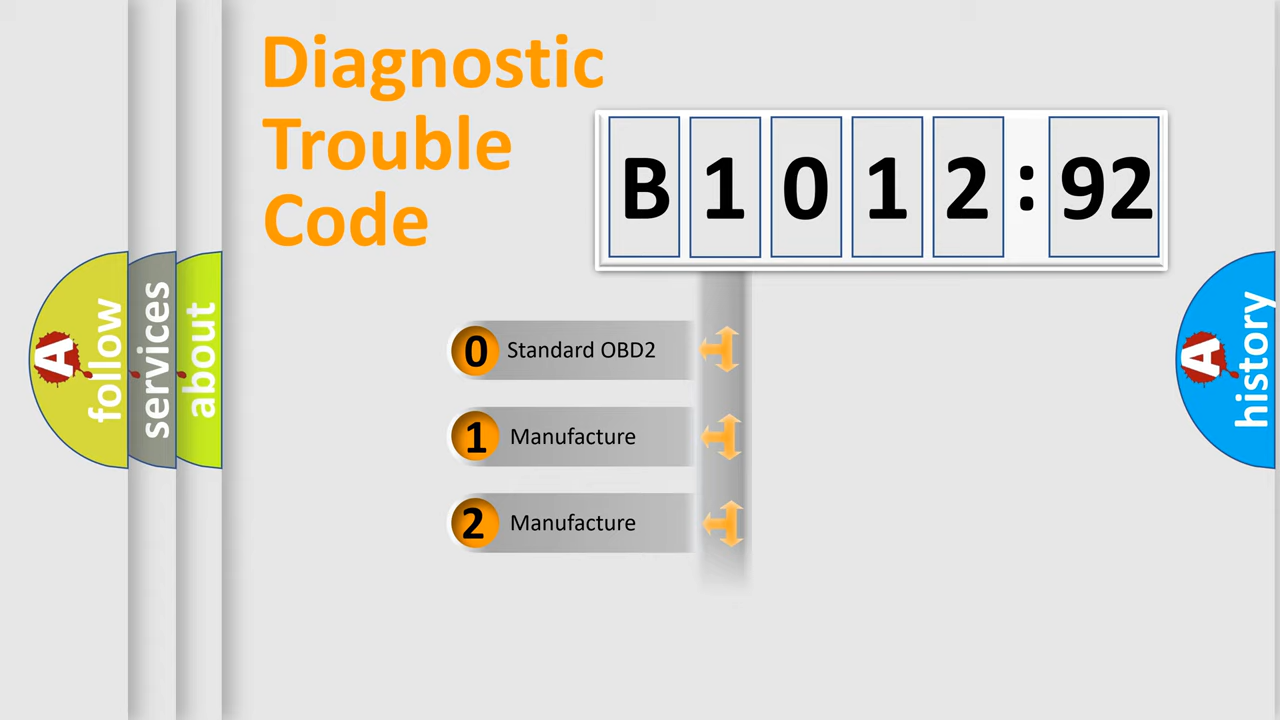 Diagnostic
Trouble
Code
B 1 0 1 2 : 92
0 Standard OBD2
1 Manufacture
2 Manufacture
A follow
services
about
A history